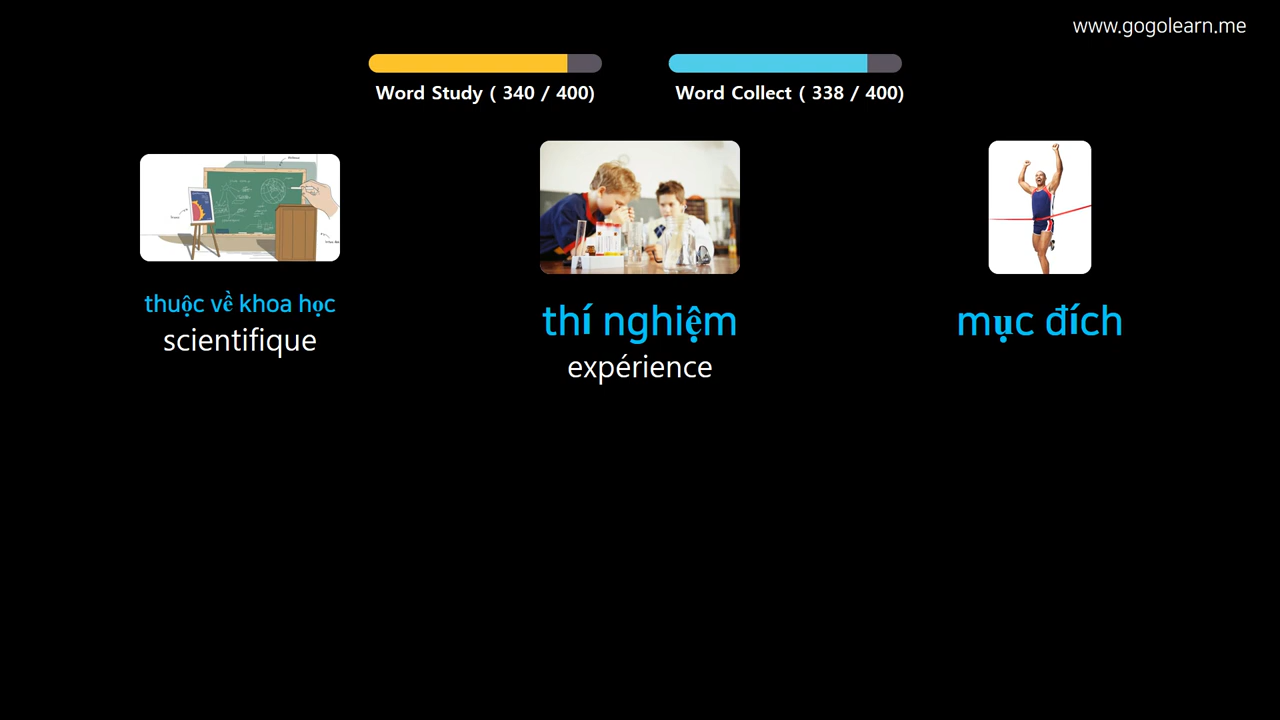 www.gogolearn.me
Word Study ( 340 / 400)
Word Collect ( 338 / 400)
thuộc về khoa học
scientifique
thí nghiệm
expérience
mục đích